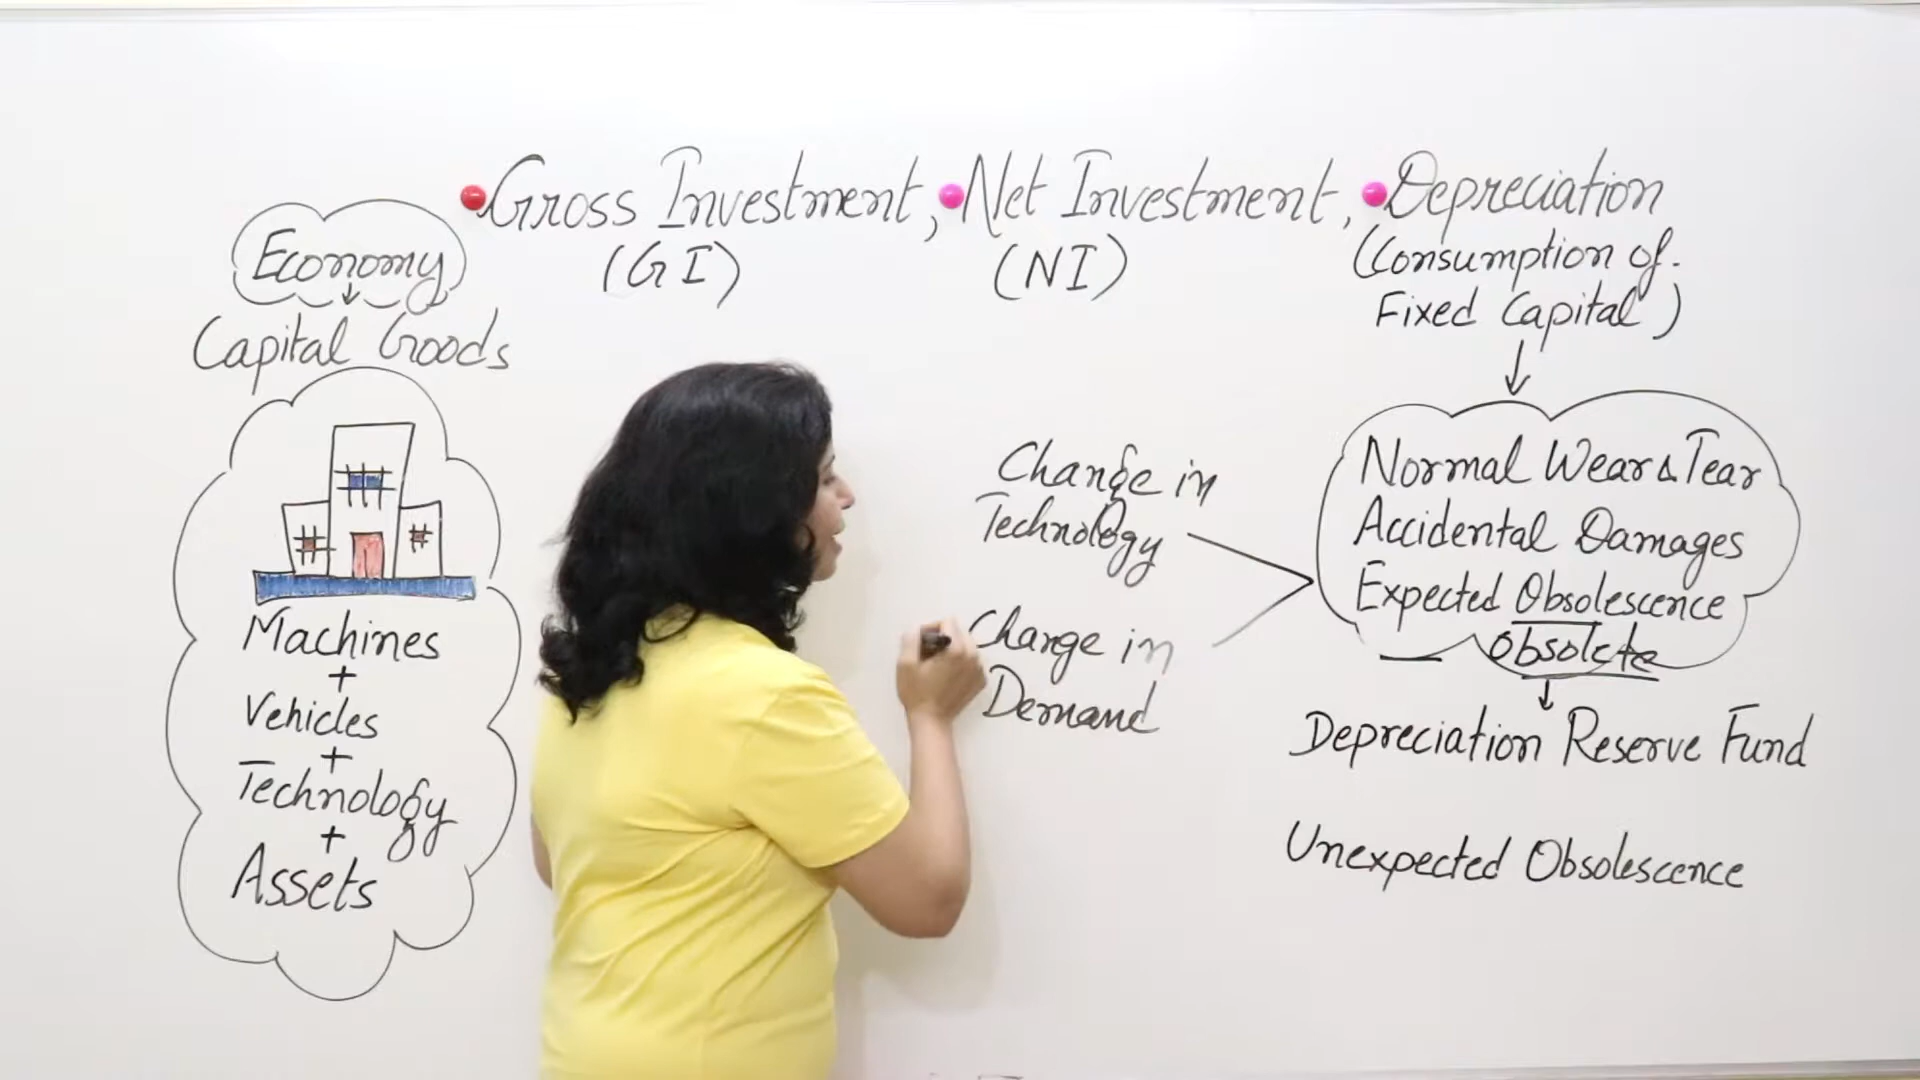 Gross Investment, Net Investment, Depreciation
(GI) (NI) (Consumption of.
Fixed Capital)
Economy
Capital Goods
Machines
+
Vehicles
+
Technology
+
Assets
Change in
Technology
Change in
Demand
Normal Wear & Tear
Accidental Damages
Expected Obsolescence
Obsolete
Depreciation Reserve Fund
Unexpected Obsolescence